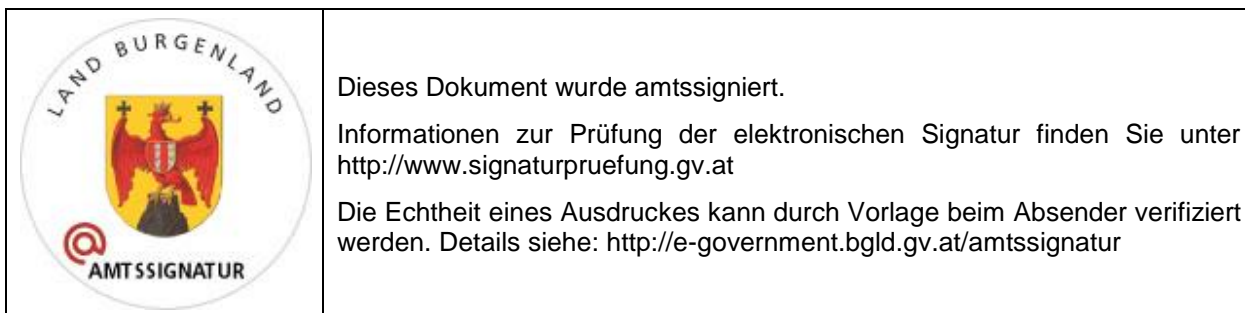 LAND BURGENLAND
@
AMTSSIGNATUR
Dieses Dokument wurde amtssigniert.
Informationen zur Prüfung der elektronischen Signatur finden Sie unter
http://www.signaturpruefung.gv.at
Die Echtheit eines Ausdruckes kann durch Vorlage beim Absender verifiziert
werden. Details siehe: http://e-government.bgld.gv.at/amtssignatur